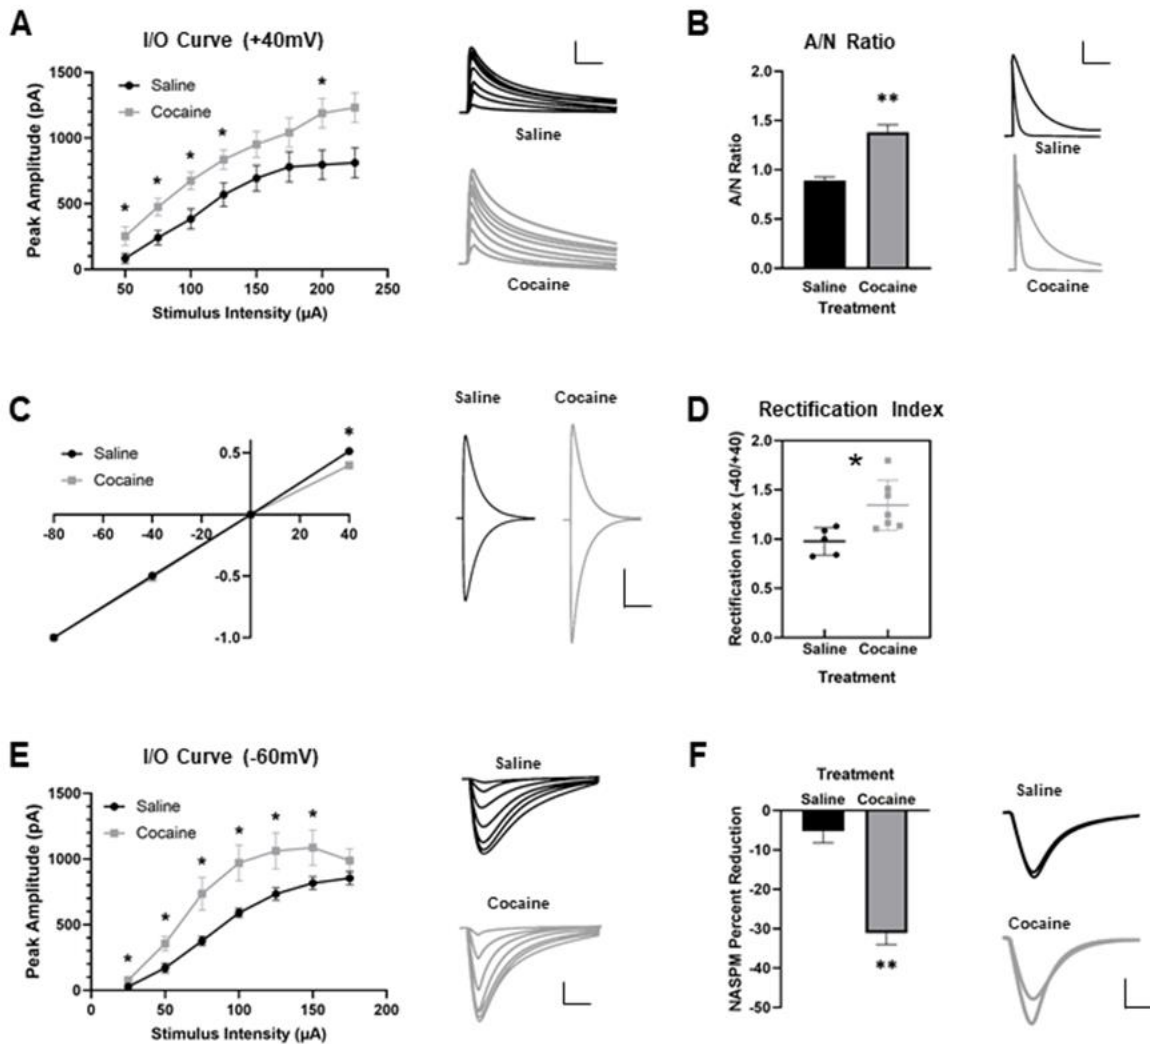 A
I/O Curve (+40mV)
Peak Amplitude (pA)
1500
1000
500
0
Saline
Cocaine
*
*
*
*
*
50 100 150 200 250
Stimulus Intensity (µA)
Saline
Cocaine
B
A/N Ratio
A/N Ratio
2.0
1.5
1.0
0.5
0.0
**
Saline Cocaine
Treatment
Saline
Cocaine
C
Saline
Cocaine
*
0.5
-80 -60 -40 -20 20 40
-0.5
-1.0
Saline Cocaine
D
Rectification Index
Rectification Index (-40/+40)
2.0
1.5
1.0
0.5
0.0
*
Saline Cocaine
Treatment
E
I/O Curve (-60mV)
Peak Amplitude (pA)
1500
1000
500
0
Saline
Cocaine
*
*
*
*
*
*
0 50 100 150 200
Stimulus Intensity (µA)
Saline
Cocaine
F
Treatment
Saline Cocaine
NASPM Percent Reduction
0
-10
-20
-30
-40
-50
**
Saline
Cocaine